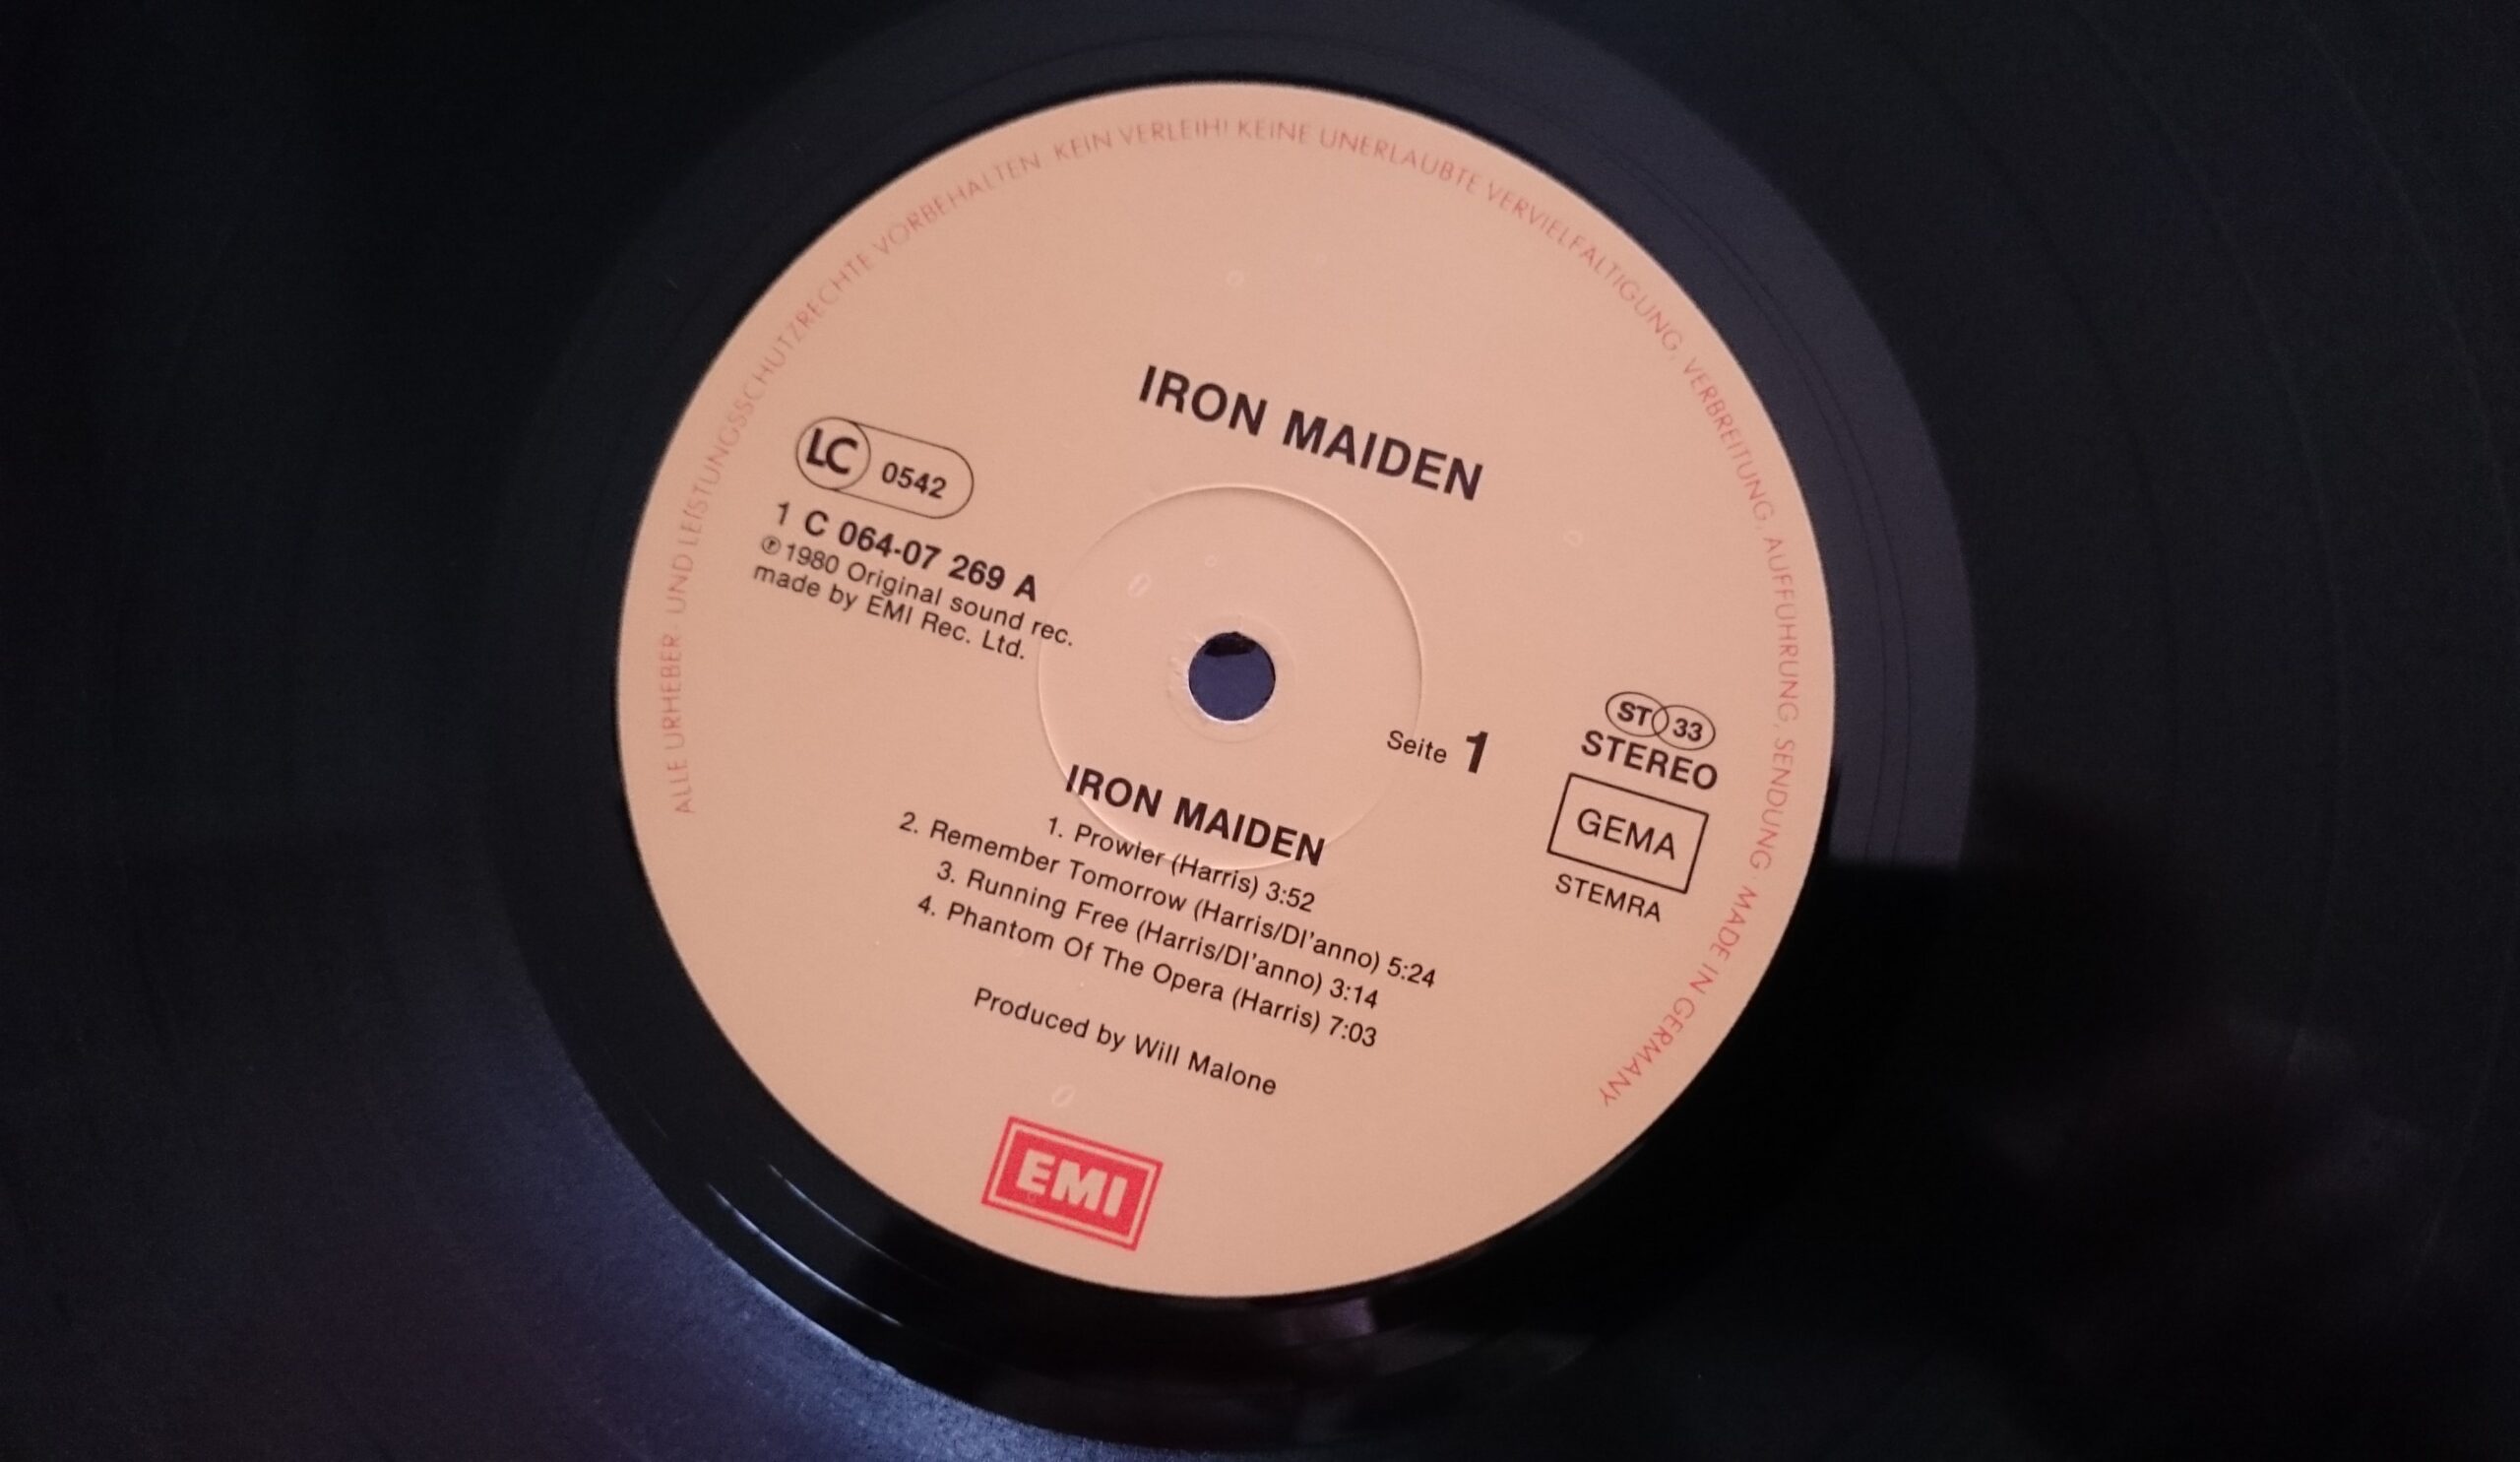 ALLE URHEBER- UND LEISTUNGSSCHUTZRECHTE VORBEHALTEN. KEIN VERLEIH! KEINE UNERLAUBTE VERVIELFÄLTIGUNG, VERBREITUNG, AUFFÜHRUNG, SENDUNG · MADE IN GERMANY
IRON MAIDEN
LC 0542
1 C 064-07 269 A
℗ 1980 Original sound rec.
made by EMI Rec. Ltd.
Seite 1
ST 33
STEREO
GEMA
STEMRA
IRON MAIDEN
1. Prowler (Harris) 3:52
2. Remember Tomorrow (Harris/DI'anno) 5:24
3. Running Free (Harris/DI'anno) 3:14
4. Phantom Of The Opera (Harris) 7:03
Produced by Will Malone
EMI